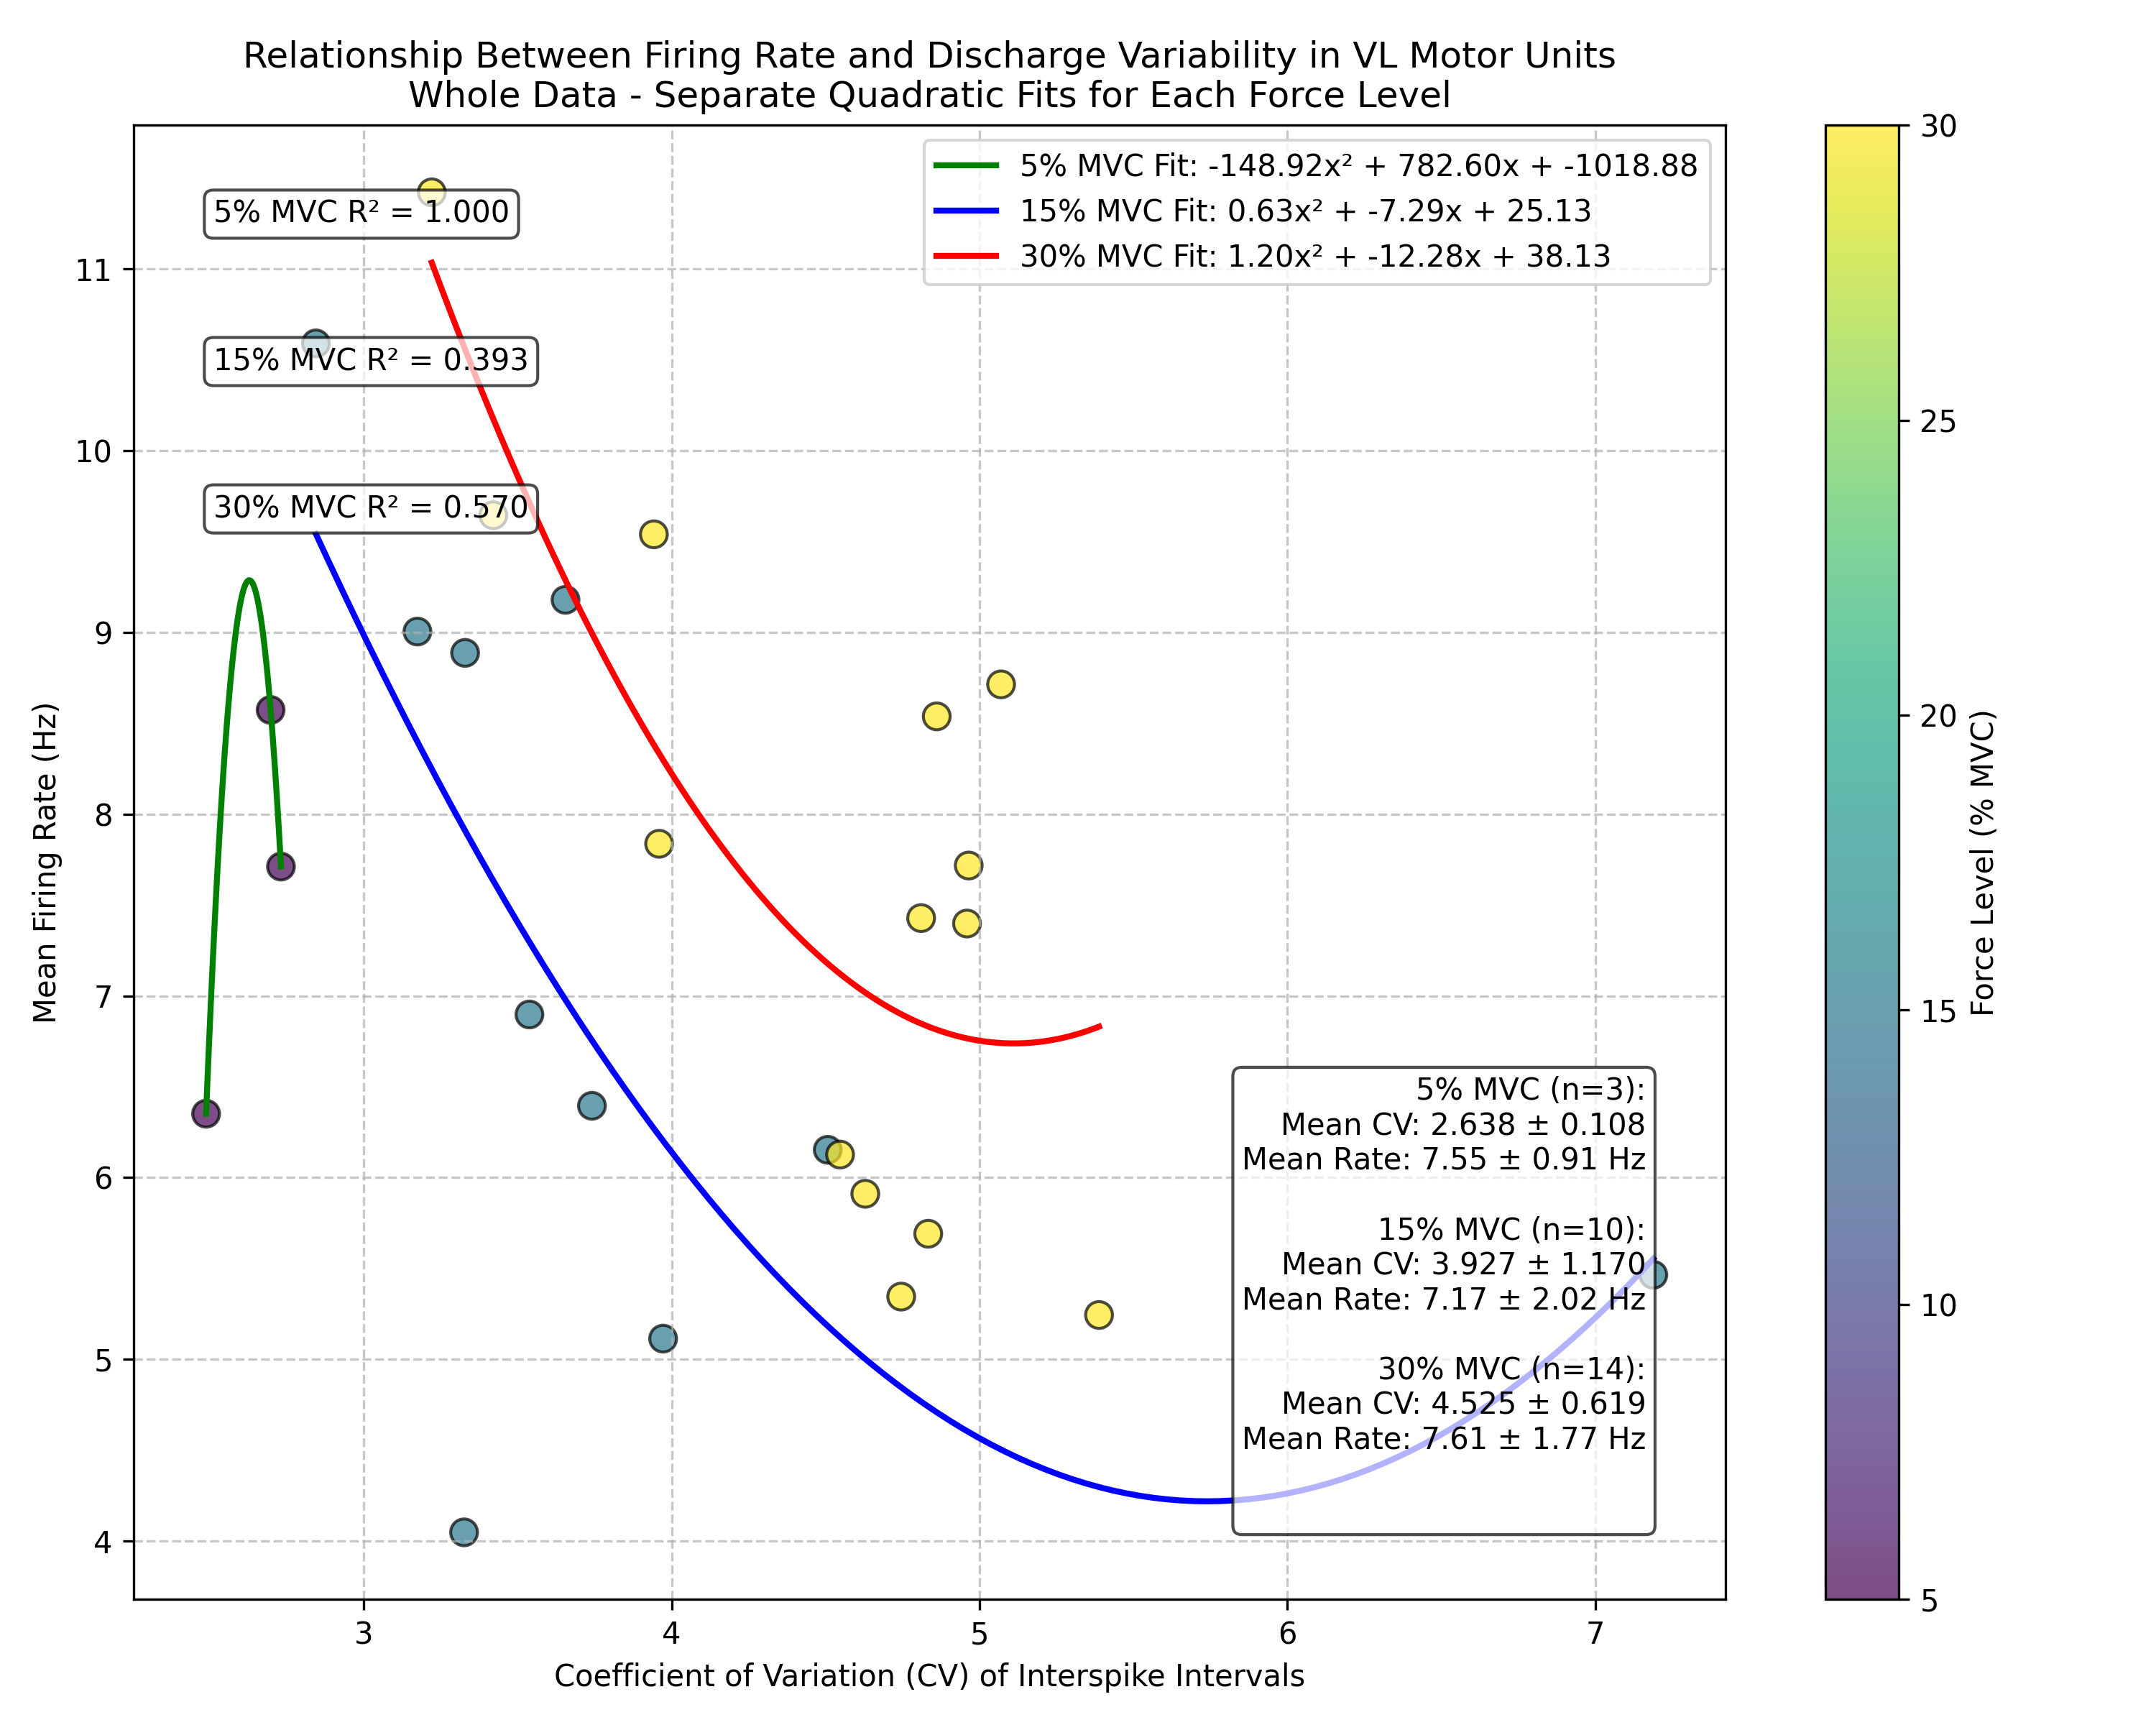 Relationship Between Firing Rate and Discharge Variability in VL Motor Units
Whole Data - Separate Quadratic Fits for Each Force Level
5% MVC Fit: -148.92x² + 782.60x + -1018.88
15% MVC Fit: 0.63x² + -7.29x + 25.13
30% MVC Fit: 1.20x² + -12.28x + 38.13
5% MVC R² = 1.000
15% MVC R² = 0.393
30% MVC R² = 0.570
5% MVC (n=3):
Mean CV: 2.638 ± 0.108
Mean Rate: 7.55 ± 0.91 Hz
15% MVC (n=10):
Mean CV: 3.927 ± 1.170
Mean Rate: 7.17 ± 2.02 Hz
30% MVC (n=14):
Mean CV: 4.525 ± 0.619
Mean Rate: 7.61 ± 1.77 Hz
Mean Firing Rate (Hz)
11
10
9
8
7
6
5
4
3
4
5
6
7
Coefficient of Variation (CV) of Interspike Intervals
30
25
20
15
10
5
Force Level (% MVC)